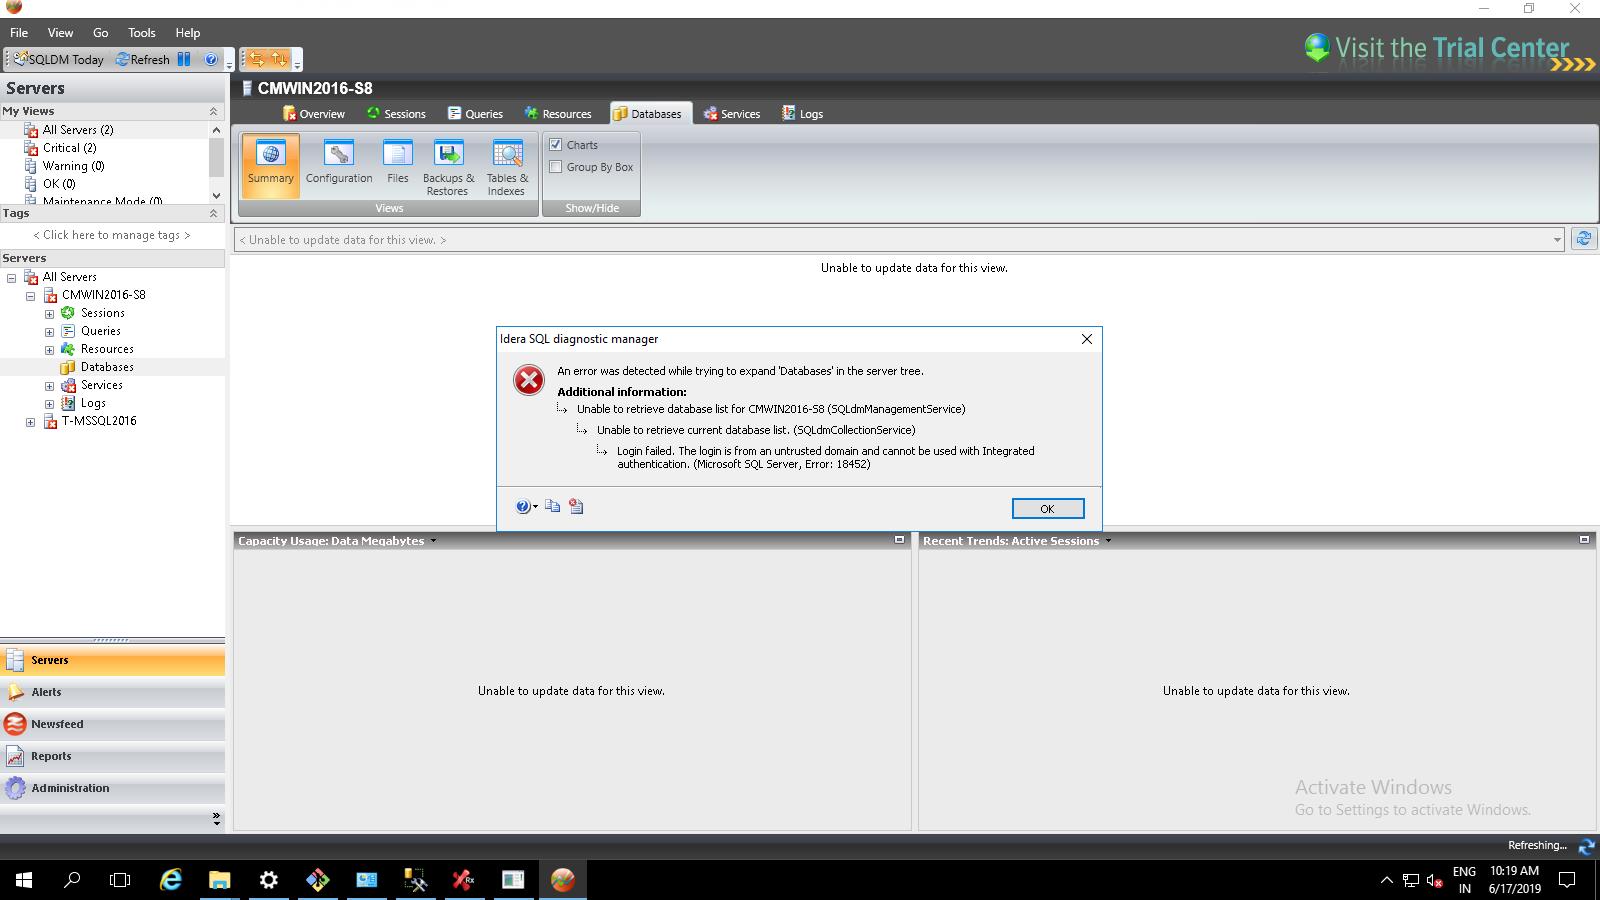 File View Go Tools Help
Visit the Trial Center
SQLDM Today Refresh
Servers
CMWIN2016-S8
My Views
Overview Sessions Queries Resources Databases Services Logs
All Servers (2)
Critical (2)
Warning (0)
OK (0)
Maintenance Mode (0)
Charts
Group By Box
Summary Configuration Files Backups & Restores Tables & Indexes
Views Show/Hide
Tags
< Click here to manage tags >
< Unable to update data for this view. >
Servers
All Servers
CMWIN2016-S8
Sessions
Queries
Resources
Databases
Services
Logs
T-MSSQL2016
Unable to update data for this view.
Idera SQL diagnostic manager
An error was detected while trying to expand 'Databases' in the server tree.
Additional information:
Unable to retrieve database list for CMWIN2016-S8 (SQLdmManagementService)
Unable to retrieve current database list. (SQLdmCollectionService)
Login failed. The login is from an untrusted domain and cannot be used with Integrated
authentication. (Microsoft SQL Server, Error: 18452)
OK
Capacity Usage: Data Megabytes
Recent Trends: Active Sessions
Unable to update data for this view.
Unable to update data for this view.
Servers
Alerts
Newsfeed
Reports
Administration
Activate Windows
Go to Settings to activate Windows.
Refreshing...
ENG
IN
10:19 AM
6/17/2019